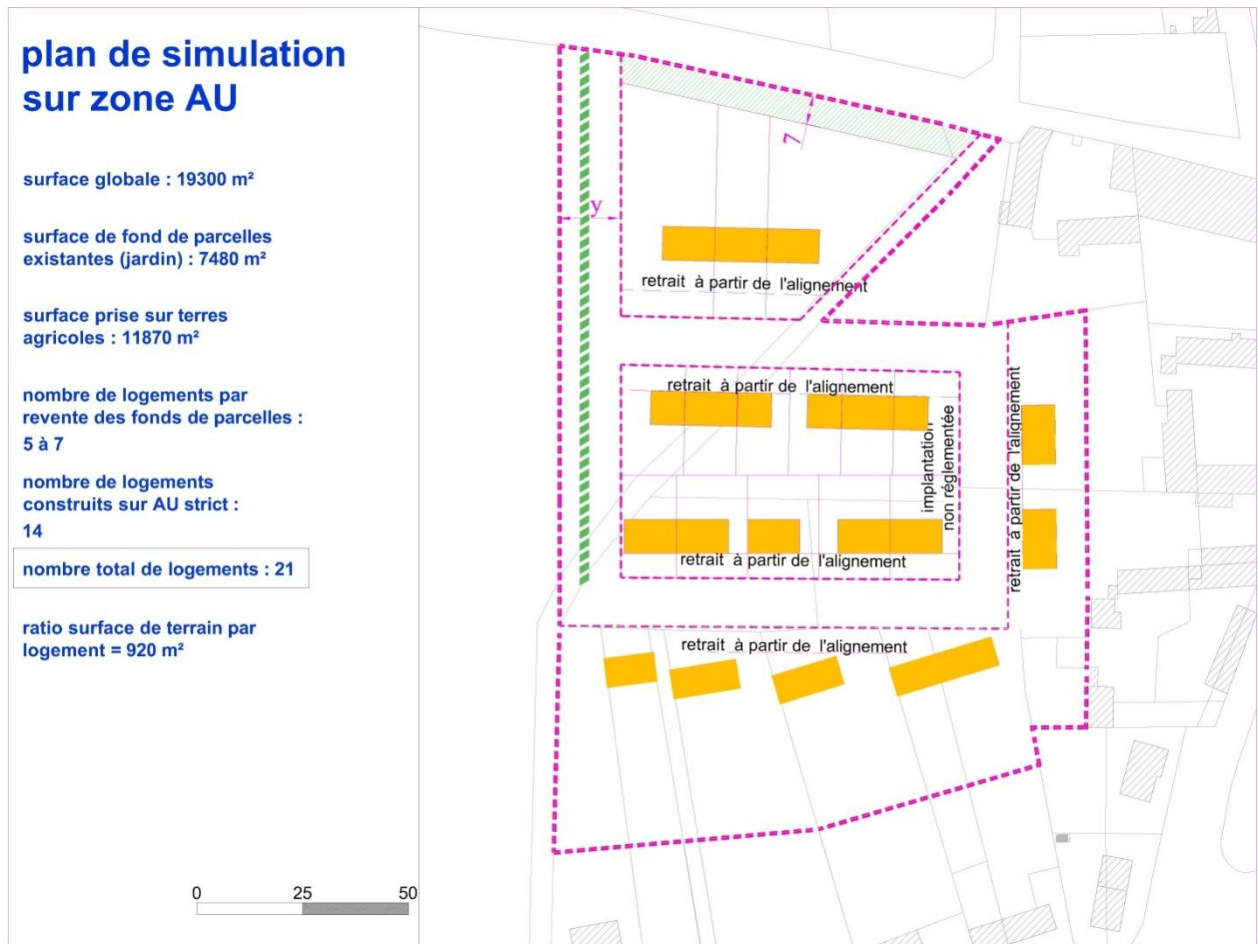 plan de simulation
sur zone AU
surface globale : 19300 m²
surface de fond de parcelles
existantes (jardin) : 7480 m²
surface prise sur terres
agricoles : 11870 m²
nombre de logements par
revente des fonds de parcelles :
5 à 7
nombre de logements
construits sur AU strict :
14
nombre total de logements : 21
ratio surface de terrain par
logement = 920 m²
0 25 50
7
y
retrait à partir de l'alignement
retrait à partir de l'alignement
implantation
non réglementée
retrait à partir de l'alignement
retrait à partir de l'alignement
retrait à partir de l'alignement